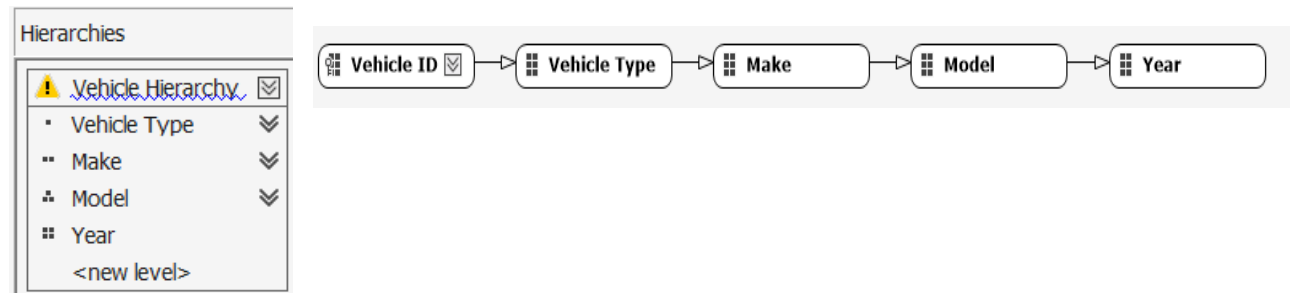 Hierarchies
Vehicle Hierarchy
Vehicle Type
Make
Model
Year
<new level>
Vehicle ID Vehicle Type Make Model Year